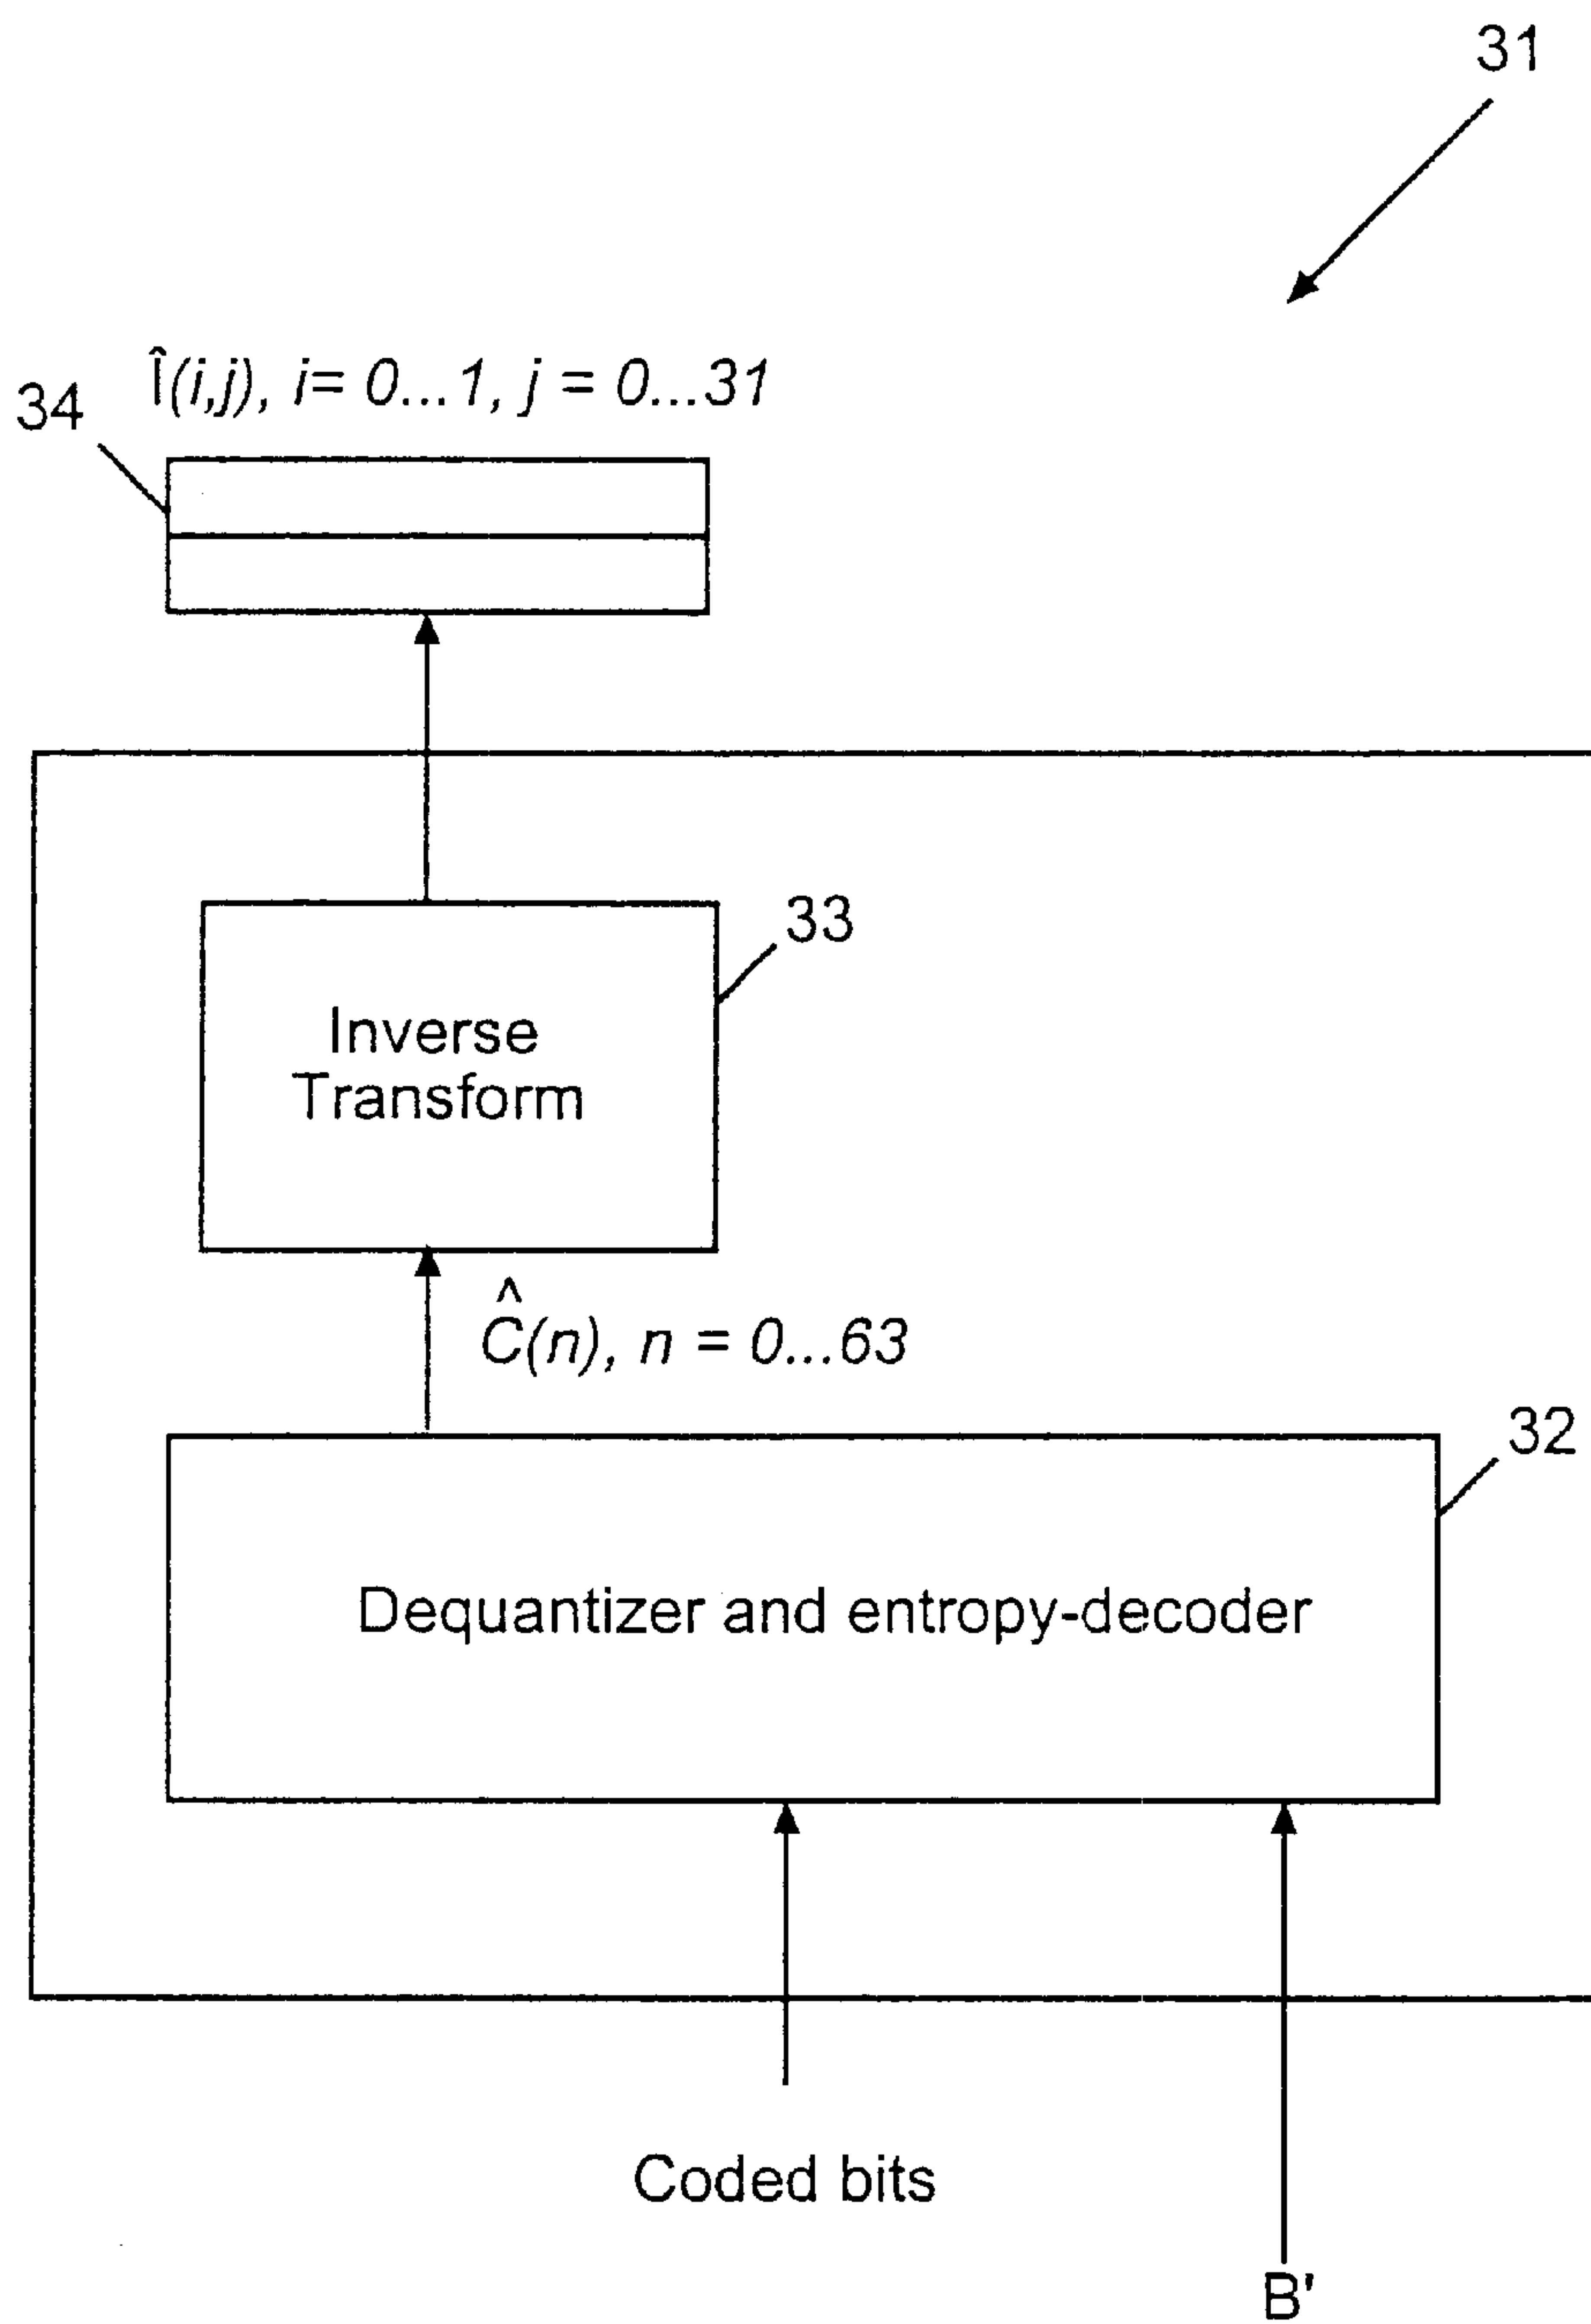 31
Î(i,j), i= 0...1, j = 0...31
34
33
Inverse
Transform
Ĉ(n), n = 0...63
32
Dequantizer and entropy-decoder
Coded bits
B'